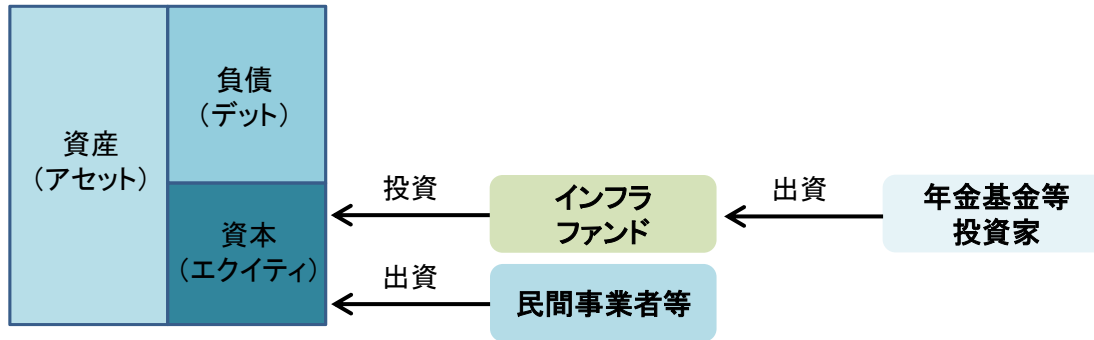 資産
（アセット）
負債
（デット）
資本
（エクイティ）
投資
インフラ
ファンド
出資
年金基金等
投資家
出資
民間事業者等